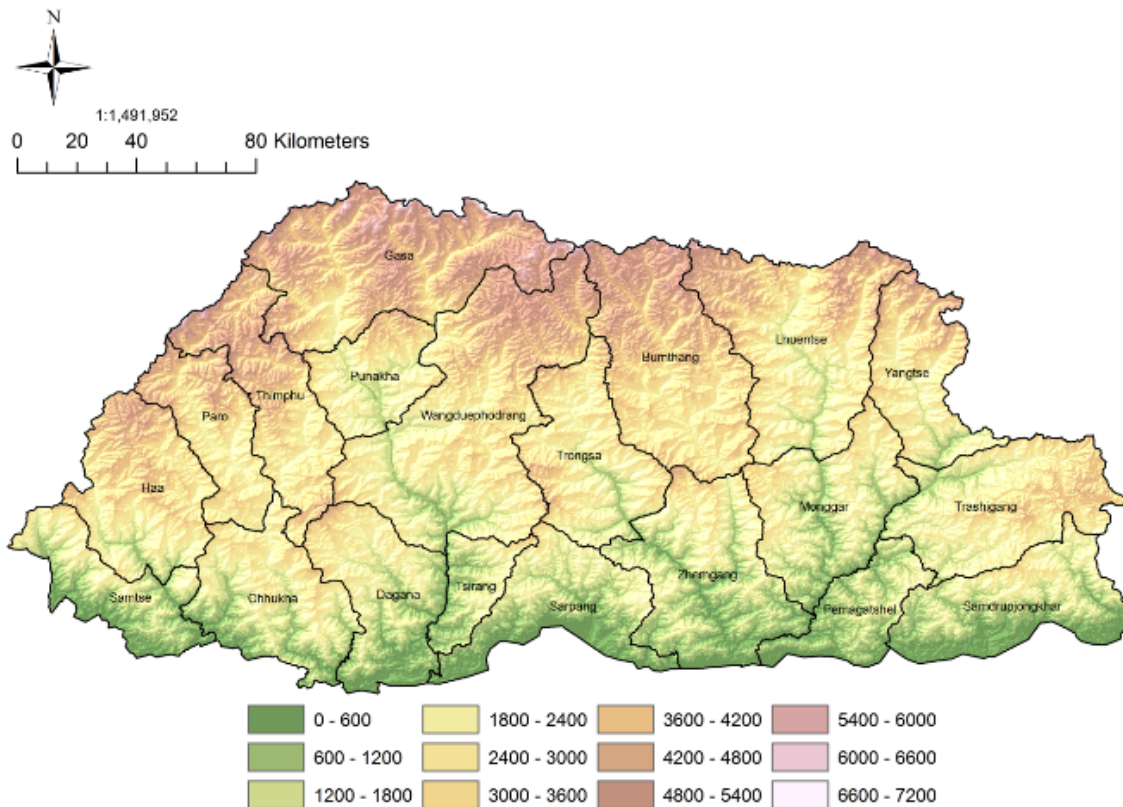 N
1:1,491,952
0 20 40 80 Kilometers
Gasa
Punakha
Thimphu
Paro
Haa
Wangduephodrang
Bumthang
Lhuentse
Yangtse
Trongsa
Monggar
Trashigang
Samtse
Chhukha
Dagana
Tsirang
Sarpang
Zhemgang
Pemagatshel
Samdrupjongkhar
0 - 600 1800 - 2400 3600 - 4200 5400 - 6000
600 - 1200 2400 - 3000 4200 - 4800 6000 - 6600
1200 - 1800 3000 - 3600 4800 - 5400 6600 - 7200